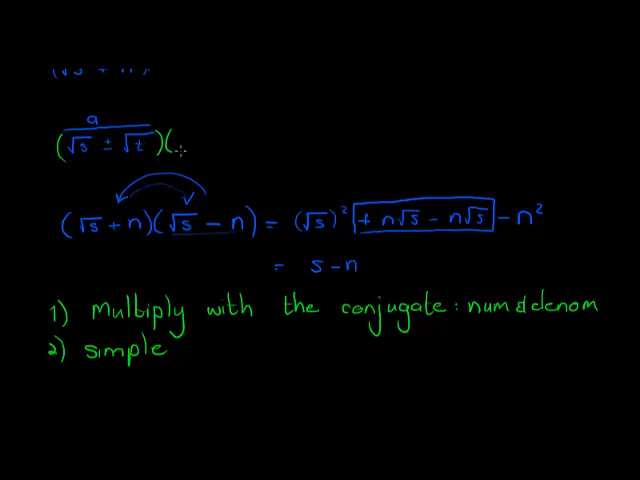 (√s + n).
a
(√s ± √t)(
(√s + n)(√s - n) = (√s)² + n√s - n√s - n²
= s - n
1) multiply with the conjugate: num & denom
2) simple